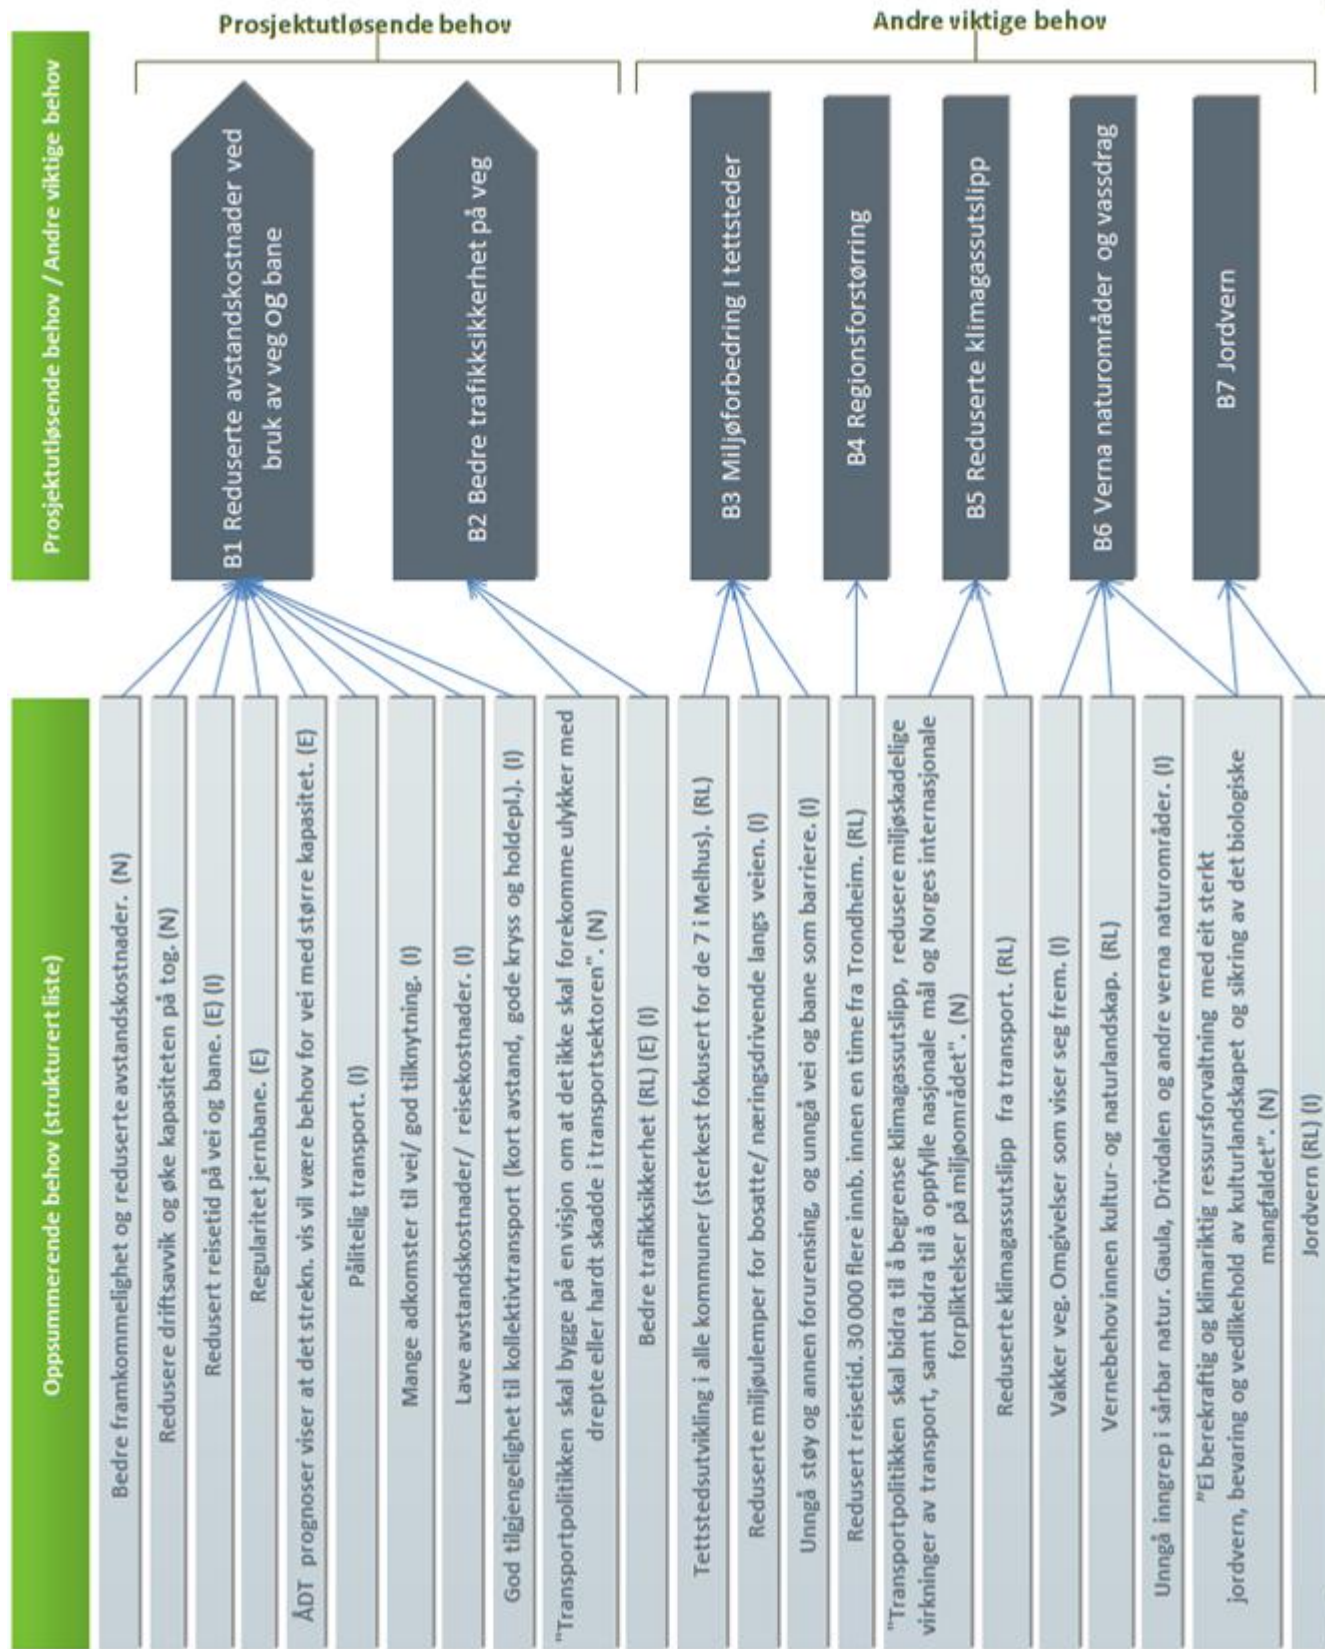 Oppsummerende behov (strukturert liste)
Bedre framkommelighet og reduserte avstandskostnader. (N)
Redusere driftsavvik og øke kapasiteten på tog. (N)
Redusert reisetid på vei og bane. (E) (I)
Regularitet jernbane. (E)
ÅDT prognoser viser at det strekn. vis vil være behov for vei med større kapasitet. (E)
Pålitelig transport. (I)
Mange adkomster til vei/ god tilknytning. (I)
Lave avstandskostnader/ reisekostnader. (I)
God tilgjengelighet til kollektivtransport (kort avstand, gode kryss og holdepl.). (I)
"Transportpolitikken skal bygge på en visjon om at det ikke skal forekomme ulykker med
drepte eller hardt skadde i transportsektoren". (N)
Bedre trafikksikkerhet (RL) (E) (I)
Tettstedsutvikling i alle kommuner (sterkest fokusert for de 7 i Melhus). (RL)
Reduserte miljøulemper for bosatte/ næringsdrivende langs veien. (I)
Unngå støy og annen forurensing, og unngå vei og bane som barriere. (I)
Redusert reisetid. 30 000 flere innb. innen en time fra Trondheim. (RL)
"Transportpolitikken skal bidra til å begrense klimagassutslipp, redusere miljøskadelige
virkninger av transport, samt bidra til å oppfylle nasjonale mål og Norges internasjonale
forpliktelser på miljøområdet". (N)
Reduserte klimagassutslipp fra transport. (RL)
Vakker veg. Omgivelser som viser seg frem. (I)
Vernebehov innen kultur- og naturlandskap. (RL)
Unngå inngrep i sårbar natur. Gaula, Drivdalen og andre verna naturområder. (I)
"Ei berekraftig og klimariktig ressursforvaltning med eit sterkt
jordvern, bevaring og vedlikehold av kulturlandskapet og sikring av det biologiske
mangfaldet". (N)
Jordvern (RL) (I)
Prosjektutløsende behov / Andre viktige behov
B1 Reduserte avstandskostnader ved
bruk av veg og bane
B2 Bedre trafikksikkerhet på veg
B3 Miljøforbedring I tettsteder
B4 Regionsforstørring
B5 Reduserte klimagassutslipp
B6 Verna naturområder og vassdrag
B7 Jordvern
Prosjektutløsende behov
Andre viktige behov